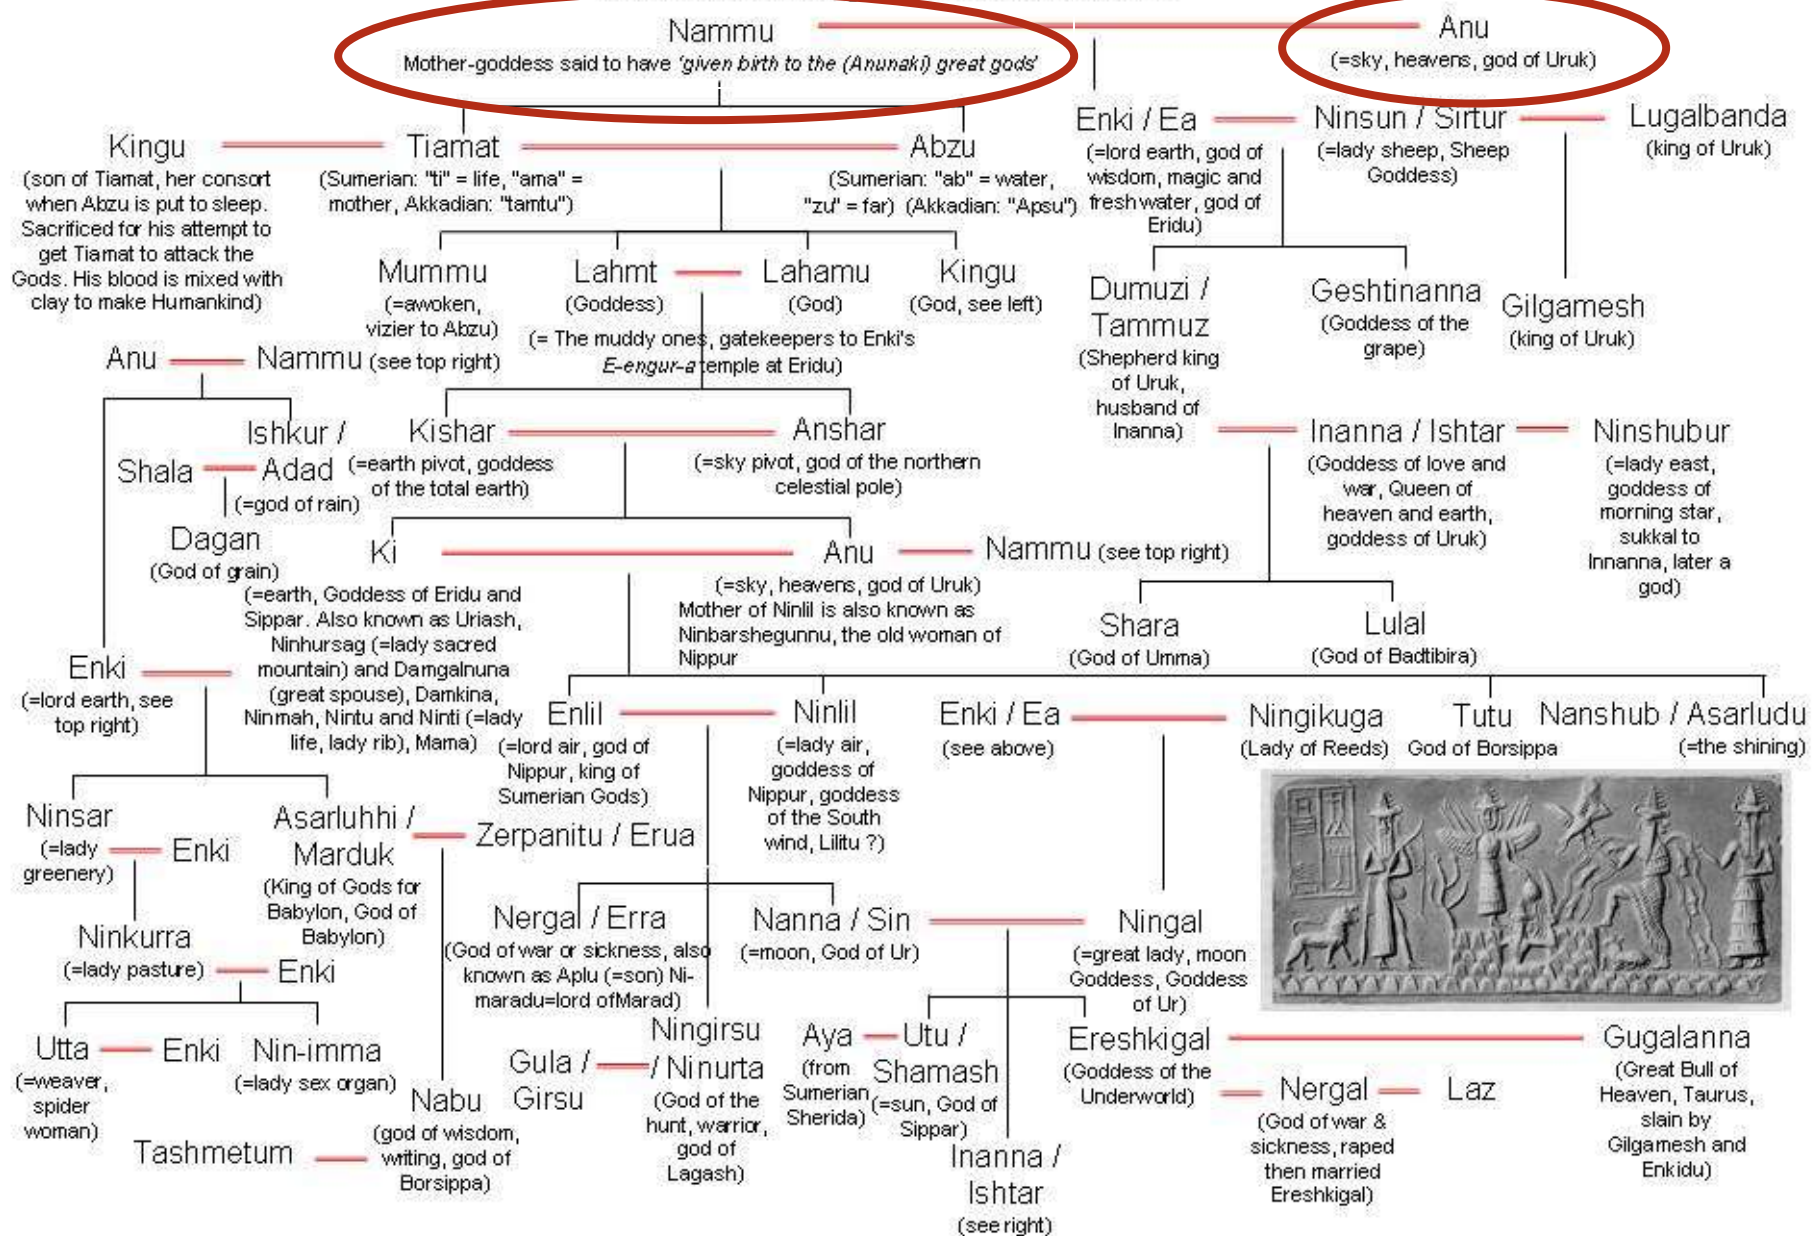 Nammu
Mother-goddess said to have 'given birth to the (Anunaki) great gods'
Anu
(=sky, heavens, god of Uruk)
Kingu
(son of Tiamat, her consort
when Abzu is put to sleep.
Sacrificed for his attempt to
get Tiamat to attack the
Gods. His blood is mixed with
clay to make Humankind)
Tiamat
(Sumerian: "ti" = life, "ama" =
mother, Akkadian: "tamtu")
Abzu
(Sumerian: "ab" = water,
"zu" = far) (Akkadian: "Apsu")
Enki / Ea
(=lord earth, god of
wisdom, magic and
fresh water, god of
Eridu)
Ninsun / Sirtur
(=lady sheep, Sheep
Goddess)
Lugalbanda
(king of Uruk)
Mummu
(=awoken,
vizier to Abzu)
Lahmt
(Goddess)
Lahamu
(God)
(= The muddy ones, gatekeepers to Enki's
E-engur-a temple at Eridu)
Kingu
(God, see left)
Dumuzi /
Tammuz
(Shepherd king
of Uruk,
husband of
Inanna)
Geshtinanna
(Goddess of the
grape)
Gilgamesh
(king of Uruk)
Anu
Nammu (see top right)
Ishkur /
Adad
(=god of rain)
Shala
Dagan
(God of grain)
Kishar
(=earth pivot, goddess
of the total earth)
Anshar
(=sky pivot, god of the northern
celestial pole)
Inanna / Ishtar
(Goddess of love and
war, Queen of
heaven and earth,
goddess of Uruk)
Ninshubur
(=lady east,
goddess of
morning star,
sukkal to
Innanna, later a
god)
Ki
(=earth, Goddess of Eridu and
Sippar. Also known as Uriash,
Ninhursag (=lady sacred
mountain) and Damgalnuna
(great spouse), Damkina,
Ninmah, Nintu and Ninti (=lady
life, lady rib), Mama)
Anu
(=sky, heavens, god of Uruk)
Mother of Ninlil is also known as
Ninbarshegunnu, the old woman of
Nippur
Nammu (see top right)
Shara
(God of Umma)
Lulal
(God of Badtibira)
Enki
(=lord earth, see
top right)
Enlil
(=lord air, god of
Nippur, king of
Sumerian Gods)
Ninlil
(=lady air,
goddess of
Nippur, goddess
of the South
wind, Lilitu ?)
Enki / Ea
(see above)
Ningikuga
(Lady of Reeds)
Tutu
God of Borsippa
Nanshub / Asarludu
(=the shining)
Ninsar
(=lady
greenery)
Enki
Asarluhhi /
Marduk
(King of Gods for
Babylon, God of
Babylon)
Zerpanitu / Erua
Ninkurra
(=lady pasture)
Enki
Nergal / Erra
(God of war or sickness, also
known as Aplu (=son) Ni-
maradu=lord of Marad)
Nanna / Sin
(=moon, God of Ur)
Ningal
(=great lady, moon
Goddess, Goddess
of Ur)
Utta
(=weaver,
spider
woman)
Enki
Nin-imma
(=lady sex organ)
Nabu
(god of wisdom,
writing, god of
Borsippa)
Tashmetum
Gula /
Girsu
Ningirsu
/ Ninurta
(God of the
hunt, warrior,
god of
Lagash)
Aya
(from
Sumerian
Sherida)
Utu /
Shamash
(=sun, God of
Sippar)
Inanna /
Ishtar
(see right)
Ereshkigal
(Goddess of the
Underworld)
Nergal
(God of war &
sickness, raped
then married
Ereshkigal)
Laz
Gugalanna
(Great Bull of
Heaven, Taurus,
slain by
Gilgamesh and
Enkidu)